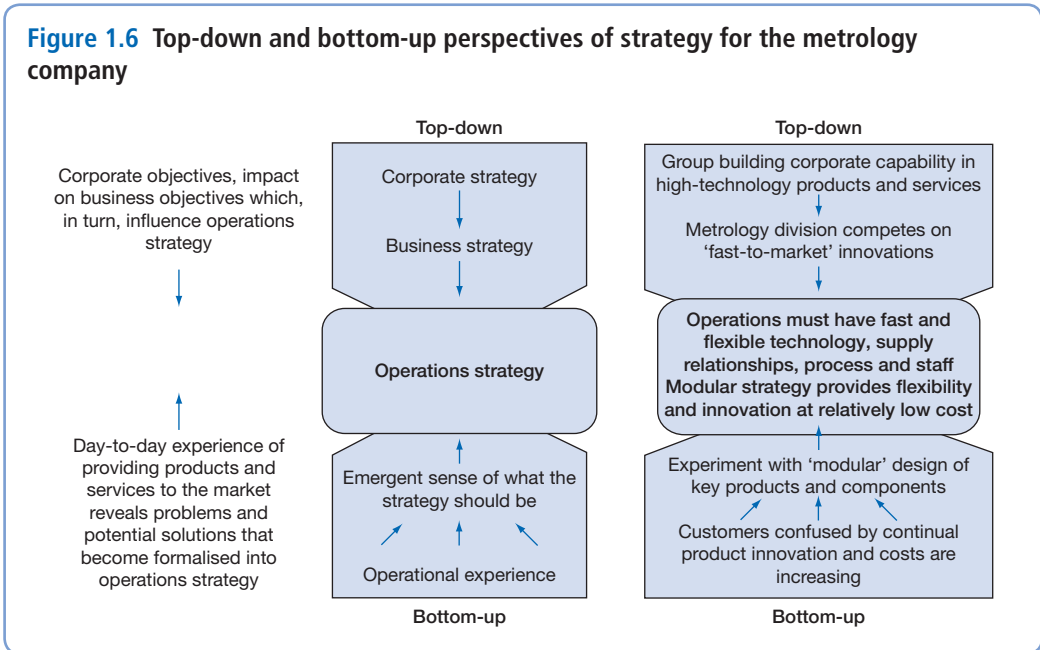 Figure 1.6 Top-down and bottom-up perspectives of strategy for the metrology
company
Corporate objectives, impact
on business objectives which,
in turn, influence operations
strategy
Day-to-day experience of
providing products and
services to the market
reveals problems and
potential solutions that
become formalised into
operations strategy
Top-down
Corporate strategy
Business strategy
Operations strategy
Emergent sense of what the
strategy should be
Operational experience
Bottom-up
Top-down
Group building corporate capability in
high-technology products and services
Metrology division competes on
‘fast-to-market’ innovations
Operations must have fast and
flexible technology, supply
relationships, process and staff
Modular strategy provides flexibility
and innovation at relatively low cost
Experiment with ‘modular’ design of
key products and components
Customers confused by continual
product innovation and costs are
increasing
Bottom-up